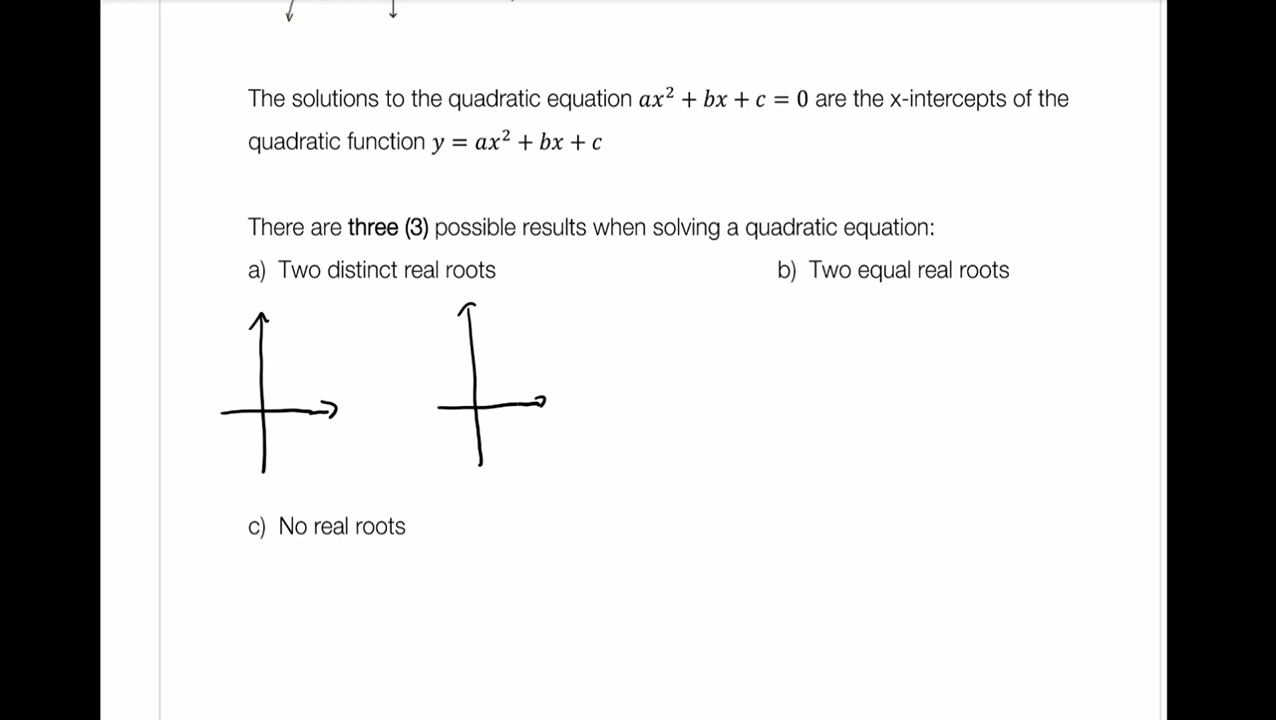 The solutions to the quadratic equation 𝑎𝑥² + 𝑏𝑥 + 𝑐 = 0 are the x-intercepts of the
quadratic function 𝑦 = 𝑎𝑥² + 𝑏𝑥 + 𝑐
There are three (3) possible results when solving a quadratic equation:
a) Two distinct real roots
b) Two equal real roots
c) No real roots